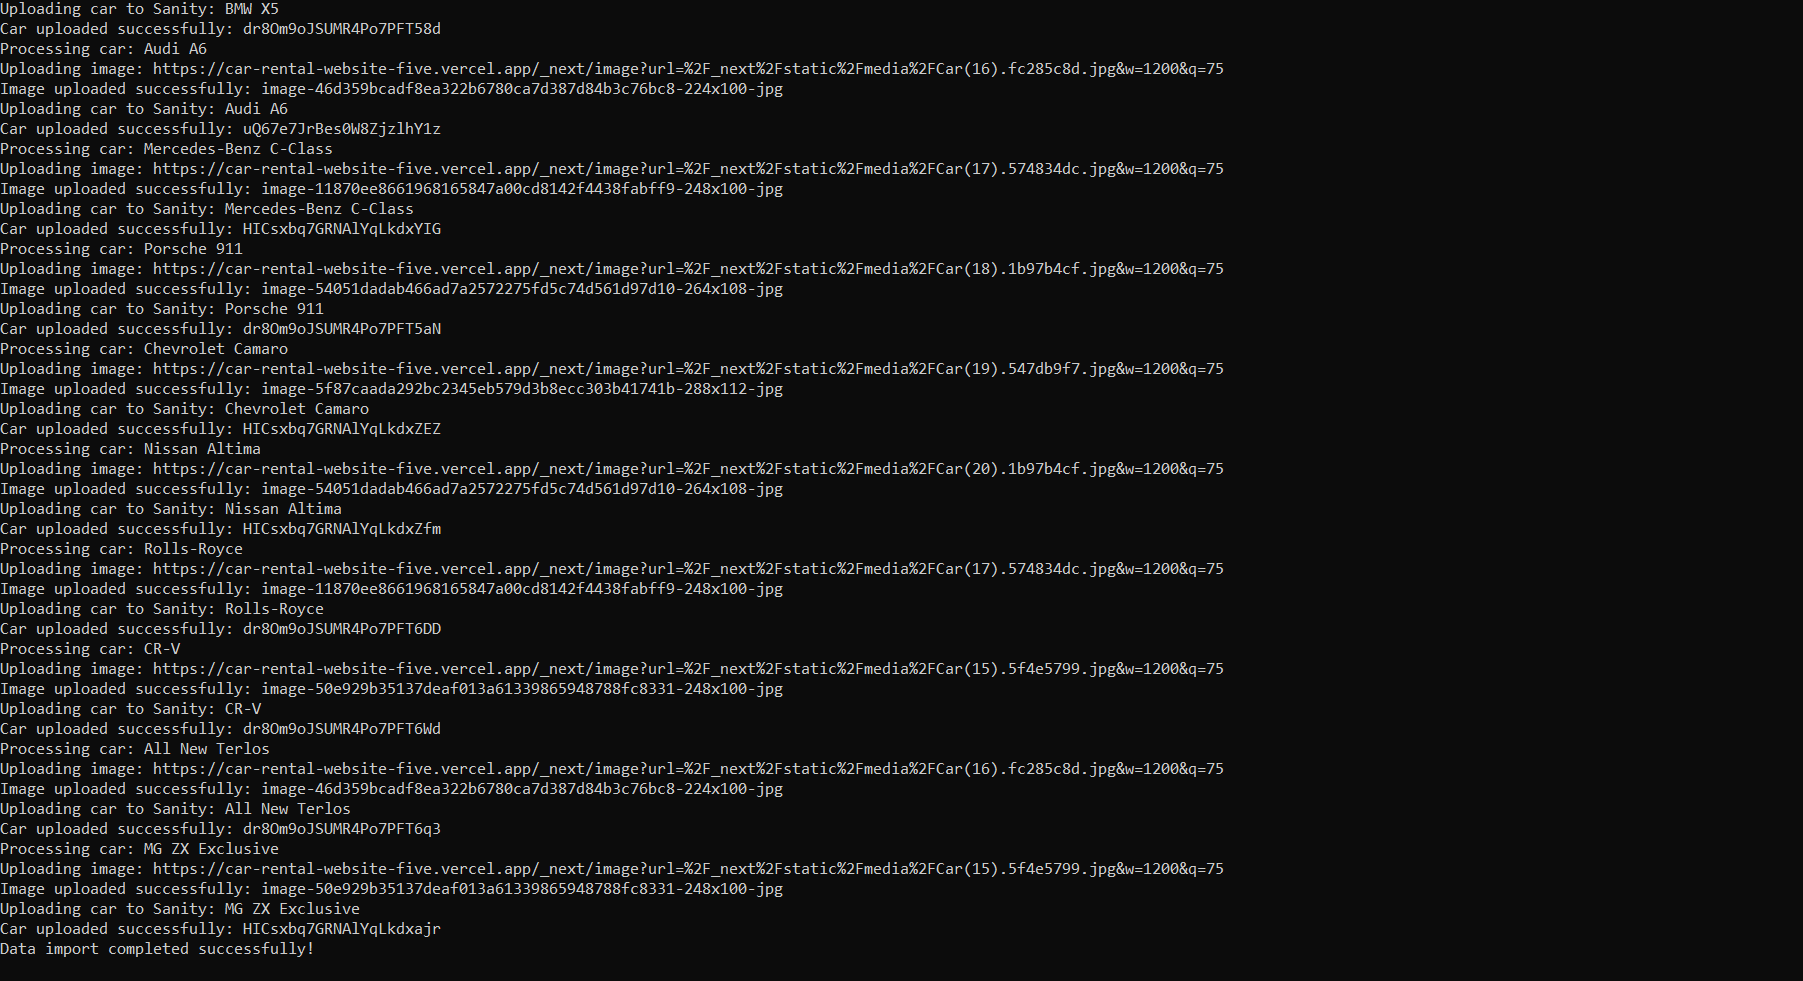 Uploading car to Sanity: BMW X5
Car uploaded successfully: dr8Om9oJSUMR4Po7PFT58d
Processing car: Audi A6
Uploading image: https://car-rental-website-five.vercel.app/_next/image?url=%2F_next%2Fstatic%2Fmedia%2FCar(16).fc285c8d.jpg&w=1200&q=75
Image uploaded successfully: image-46d359bcadf8ea322b6780ca7d387d84b3c76bc8-224x100-jpg
Uploading car to Sanity: Audi A6
Car uploaded successfully: uQ67e7JrBes0W8ZjzlhY1z
Processing car: Mercedes-Benz C-Class
Uploading image: https://car-rental-website-five.vercel.app/_next/image?url=%2F_next%2Fstatic%2Fmedia%2FCar(17).574834dc.jpg&w=1200&q=75
Image uploaded successfully: image-11870ee8661968165847a00cd8142f4438fabff9-248x100-jpg
Uploading car to Sanity: Mercedes-Benz C-Class
Car uploaded successfully: HICsxbq7GRNAlYqLkdxYIG
Processing car: Porsche 911
Uploading image: https://car-rental-website-five.vercel.app/_next/image?url=%2F_next%2Fstatic%2Fmedia%2FCar(18).1b97b4cf.jpg&w=1200&q=75
Image uploaded successfully: image-54051dadab466ad7a2572275fd5c74d561d97d10-264x108-jpg
Uploading car to Sanity: Porsche 911
Car uploaded successfully: dr8Om9oJSUMR4Po7PFT5aN
Processing car: Chevrolet Camaro
Uploading image: https://car-rental-website-five.vercel.app/_next/image?url=%2F_next%2Fstatic%2Fmedia%2FCar(19).547db9f7.jpg&w=1200&q=75
Image uploaded successfully: image-5f87caada292bc2345eb579d3b8ecc303b41741b-288x112-jpg
Uploading car to Sanity: Chevrolet Camaro
Car uploaded successfully: HICsxbq7GRNAlYqLkdxZEZ
Processing car: Nissan Altima
Uploading image: https://car-rental-website-five.vercel.app/_next/image?url=%2F_next%2Fstatic%2Fmedia%2FCar(20).1b97b4cf.jpg&w=1200&q=75
Image uploaded successfully: image-54051dadab466ad7a2572275fd5c74d561d97d10-264x108-jpg
Uploading car to Sanity: Nissan Altima
Car uploaded successfully: HICsxbq7GRNAlYqLkdxZfm
Processing car: Rolls-Royce
Uploading image: https://car-rental-website-five.vercel.app/_next/image?url=%2F_next%2Fstatic%2Fmedia%2FCar(17).574834dc.jpg&w=1200&q=75
Image uploaded successfully: image-11870ee8661968165847a00cd8142f4438fabff9-248x100-jpg
Uploading car to Sanity: Rolls-Royce
Car uploaded successfully: dr8Om9oJSUMR4Po7PFT6DD
Processing car: CR-V
Uploading image: https://car-rental-website-five.vercel.app/_next/image?url=%2F_next%2Fstatic%2Fmedia%2FCar(15).5f4e5799.jpg&w=1200&q=75
Image uploaded successfully: image-50e929b35137deaf013a61339865948788fc8331-248x100-jpg
Uploading car to Sanity: CR-V
Car uploaded successfully: dr8Om9oJSUMR4Po7PFT6Wd
Processing car: All New Terlos
Uploading image: https://car-rental-website-five.vercel.app/_next/image?url=%2F_next%2Fstatic%2Fmedia%2FCar(16).fc285c8d.jpg&w=1200&q=75
Image uploaded successfully: image-46d359bcadf8ea322b6780ca7d387d84b3c76bc8-224x100-jpg
Uploading car to Sanity: All New Terlos
Car uploaded successfully: dr8Om9oJSUMR4Po7PFT6q3
Processing car: MG ZX Exclusive
Uploading image: https://car-rental-website-five.vercel.app/_next/image?url=%2F_next%2Fstatic%2Fmedia%2FCar(15).5f4e5799.jpg&w=1200&q=75
Image uploaded successfully: image-50e929b35137deaf013a61339865948788fc8331-248x100-jpg
Uploading car to Sanity: MG ZX Exclusive
Car uploaded successfully: HICsxbq7GRNAlYqLkdxajr
Data import completed successfully!